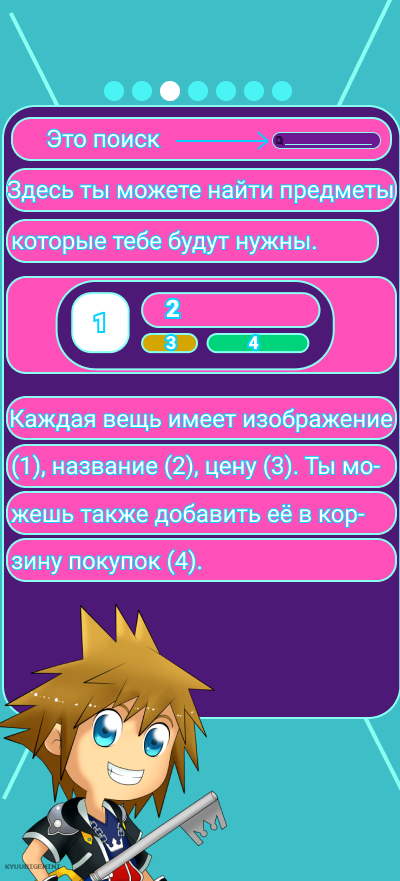 Это поиск
Здесь ты можете найти предметы
которые тебе будут нужны.
1
2
3
4
Каждая вещь имеет изображение
(1), название (2), цену (3). Ты мо-
жешь также добавить её в кор-
зину покупок (4).
KYUUBIGEMINI